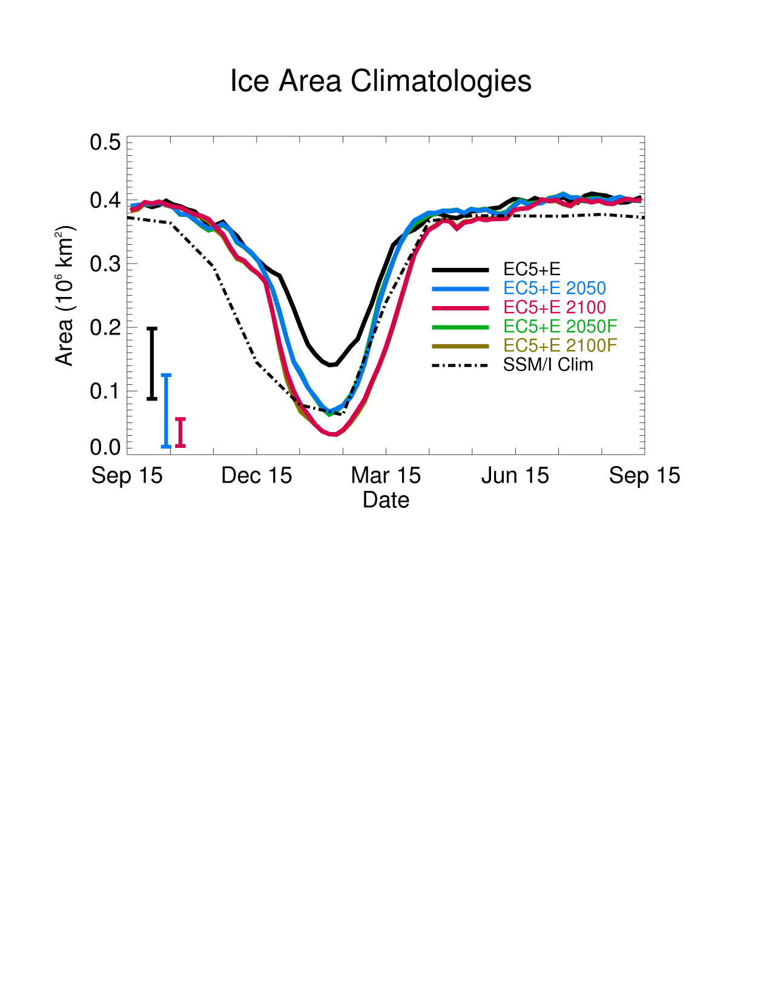 Ice Area Climatologies
0.5
0.4
0.3
0.2
0.1
0.0
Area (10⁶ km²)
EC5+E
EC5+E 2050
EC5+E 2100
EC5+E 2050F
EC5+E 2100F
SSM/I Clim
Sep 15 Dec 15 Mar 15 Jun 15 Sep 15
Date